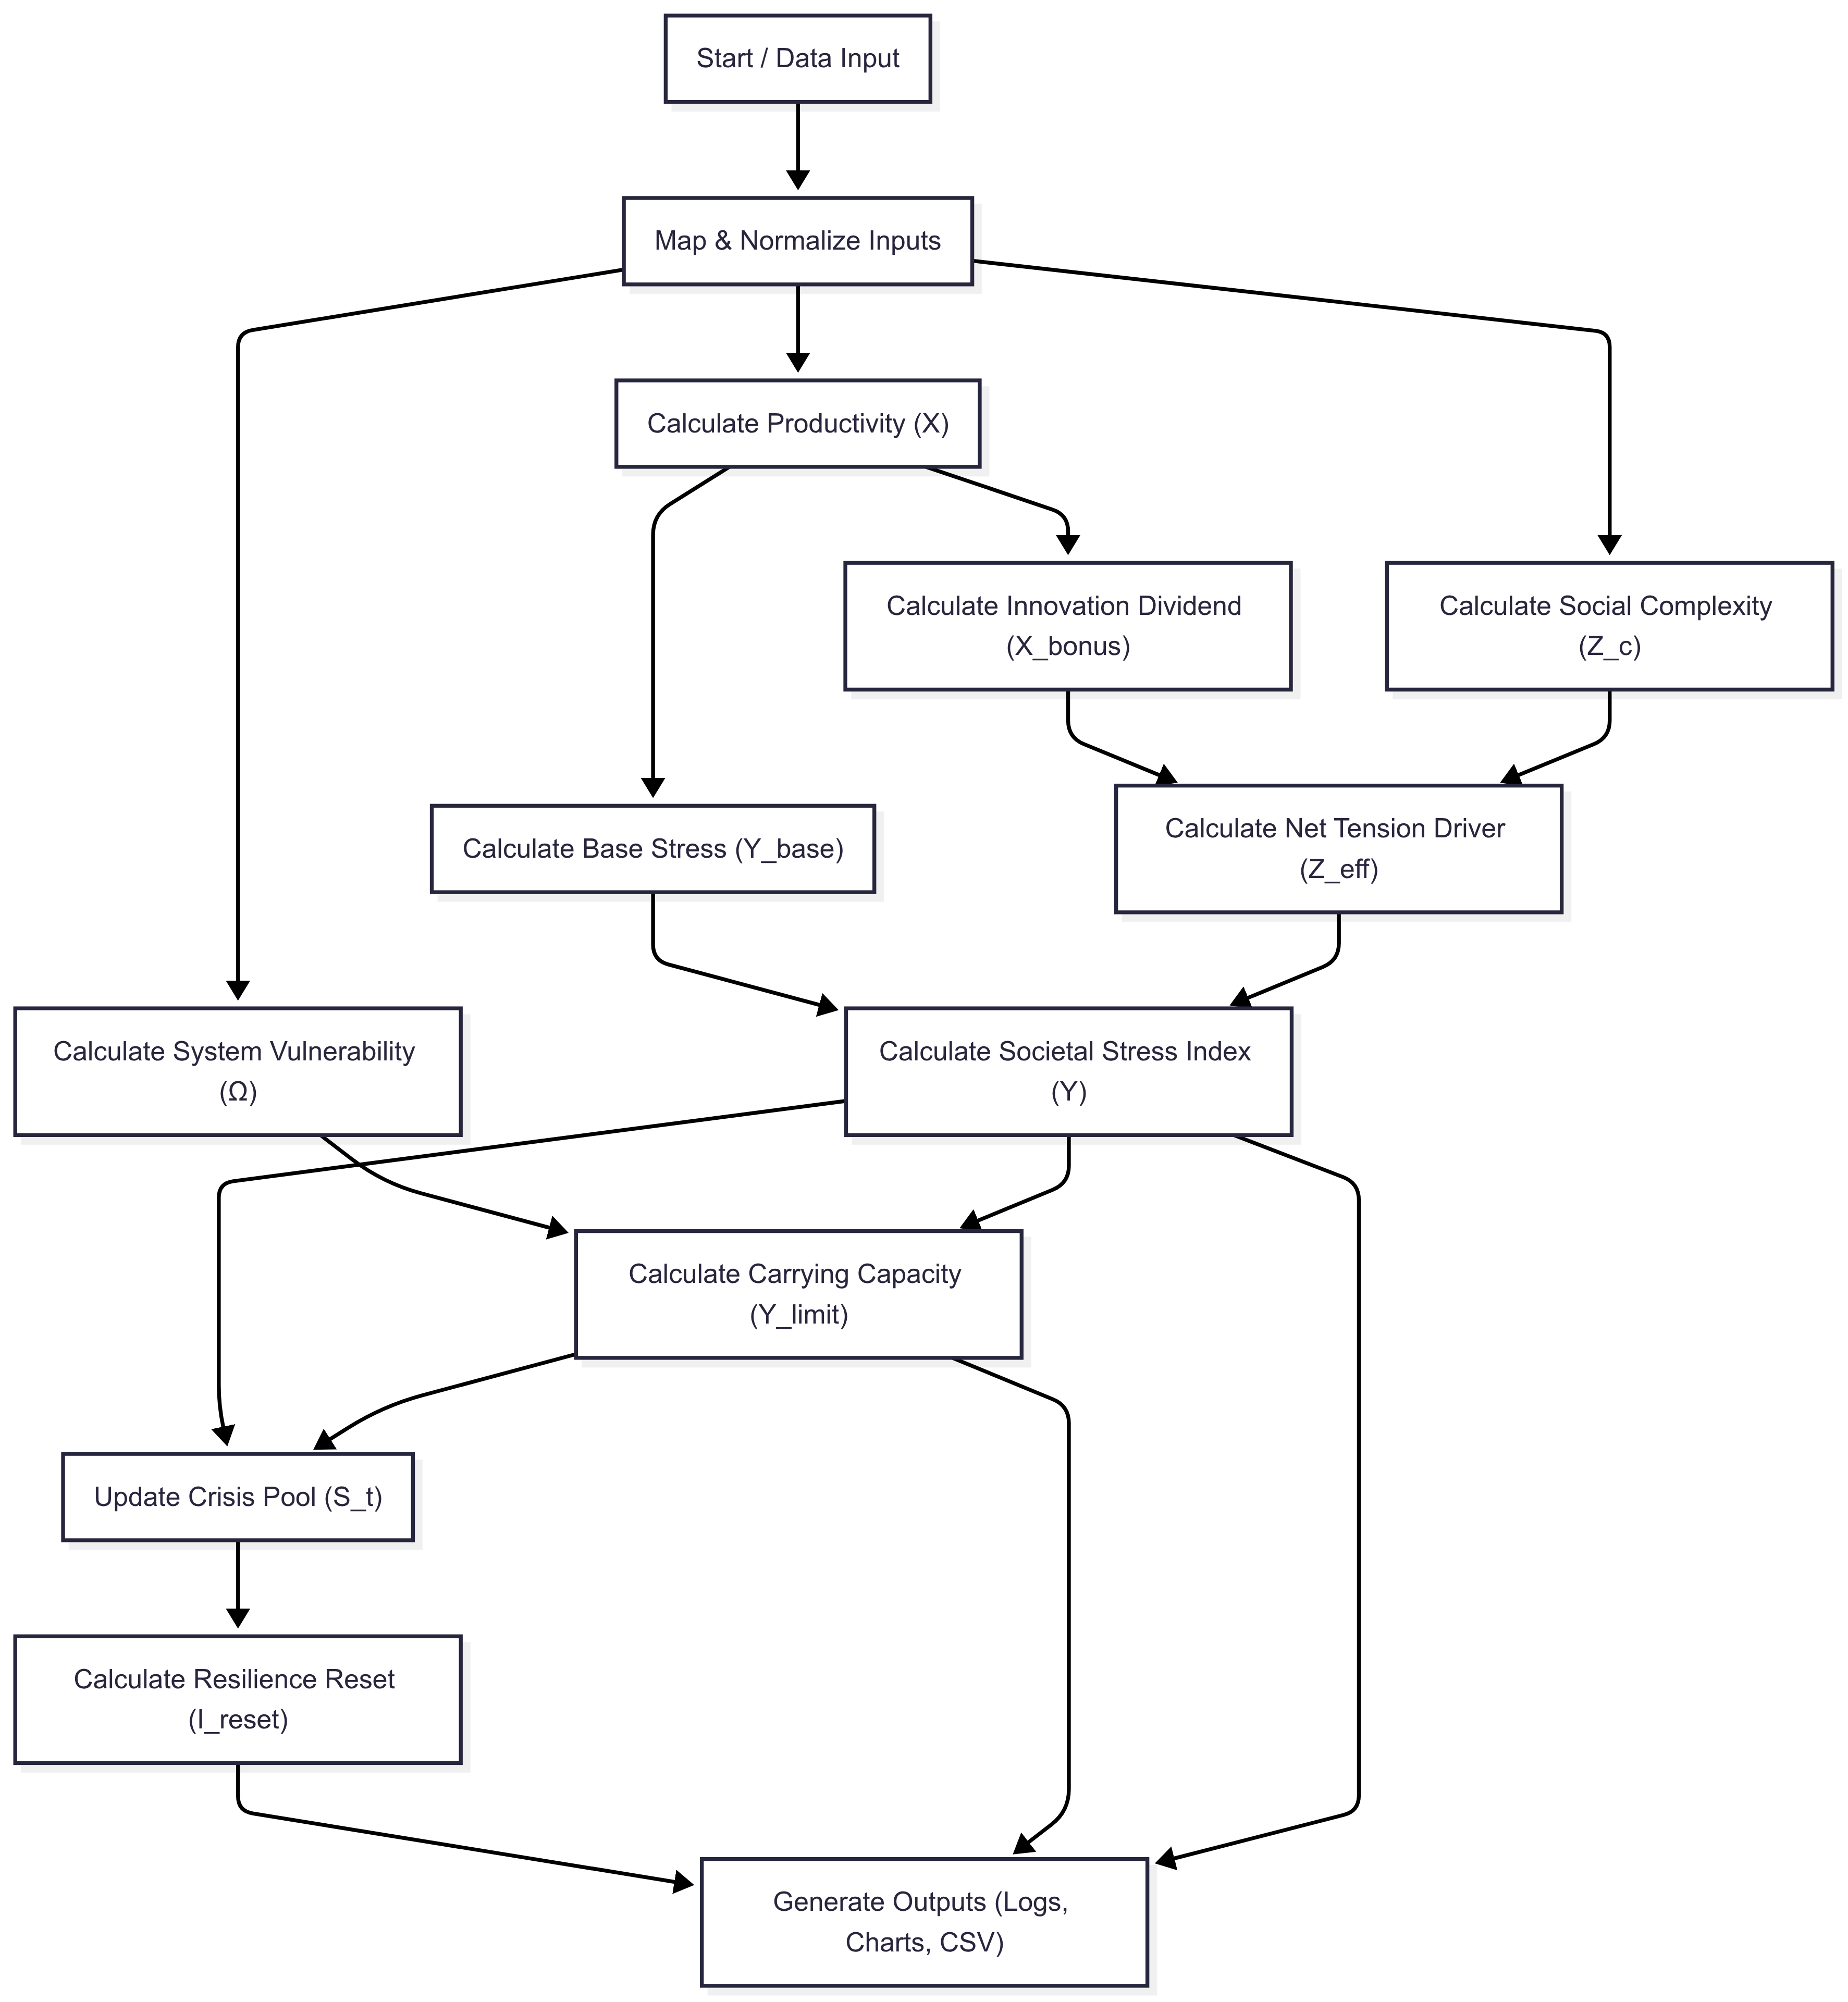 Start / Data Input
Map & Normalize Inputs
Calculate Productivity (X)
Calculate Innovation Dividend
(X_bonus)
Calculate Social Complexity
(Z_c)
Calculate Base Stress (Y_base)
Calculate Net Tension Driver
(Z_eff)
Calculate System Vulnerability
(Ω)
Calculate Societal Stress Index
(Y)
Calculate Carrying Capacity
(Y_limit)
Update Crisis Pool (S_t)
Calculate Resilience Reset
(I_reset)
Generate Outputs (Logs,
Charts, CSV)